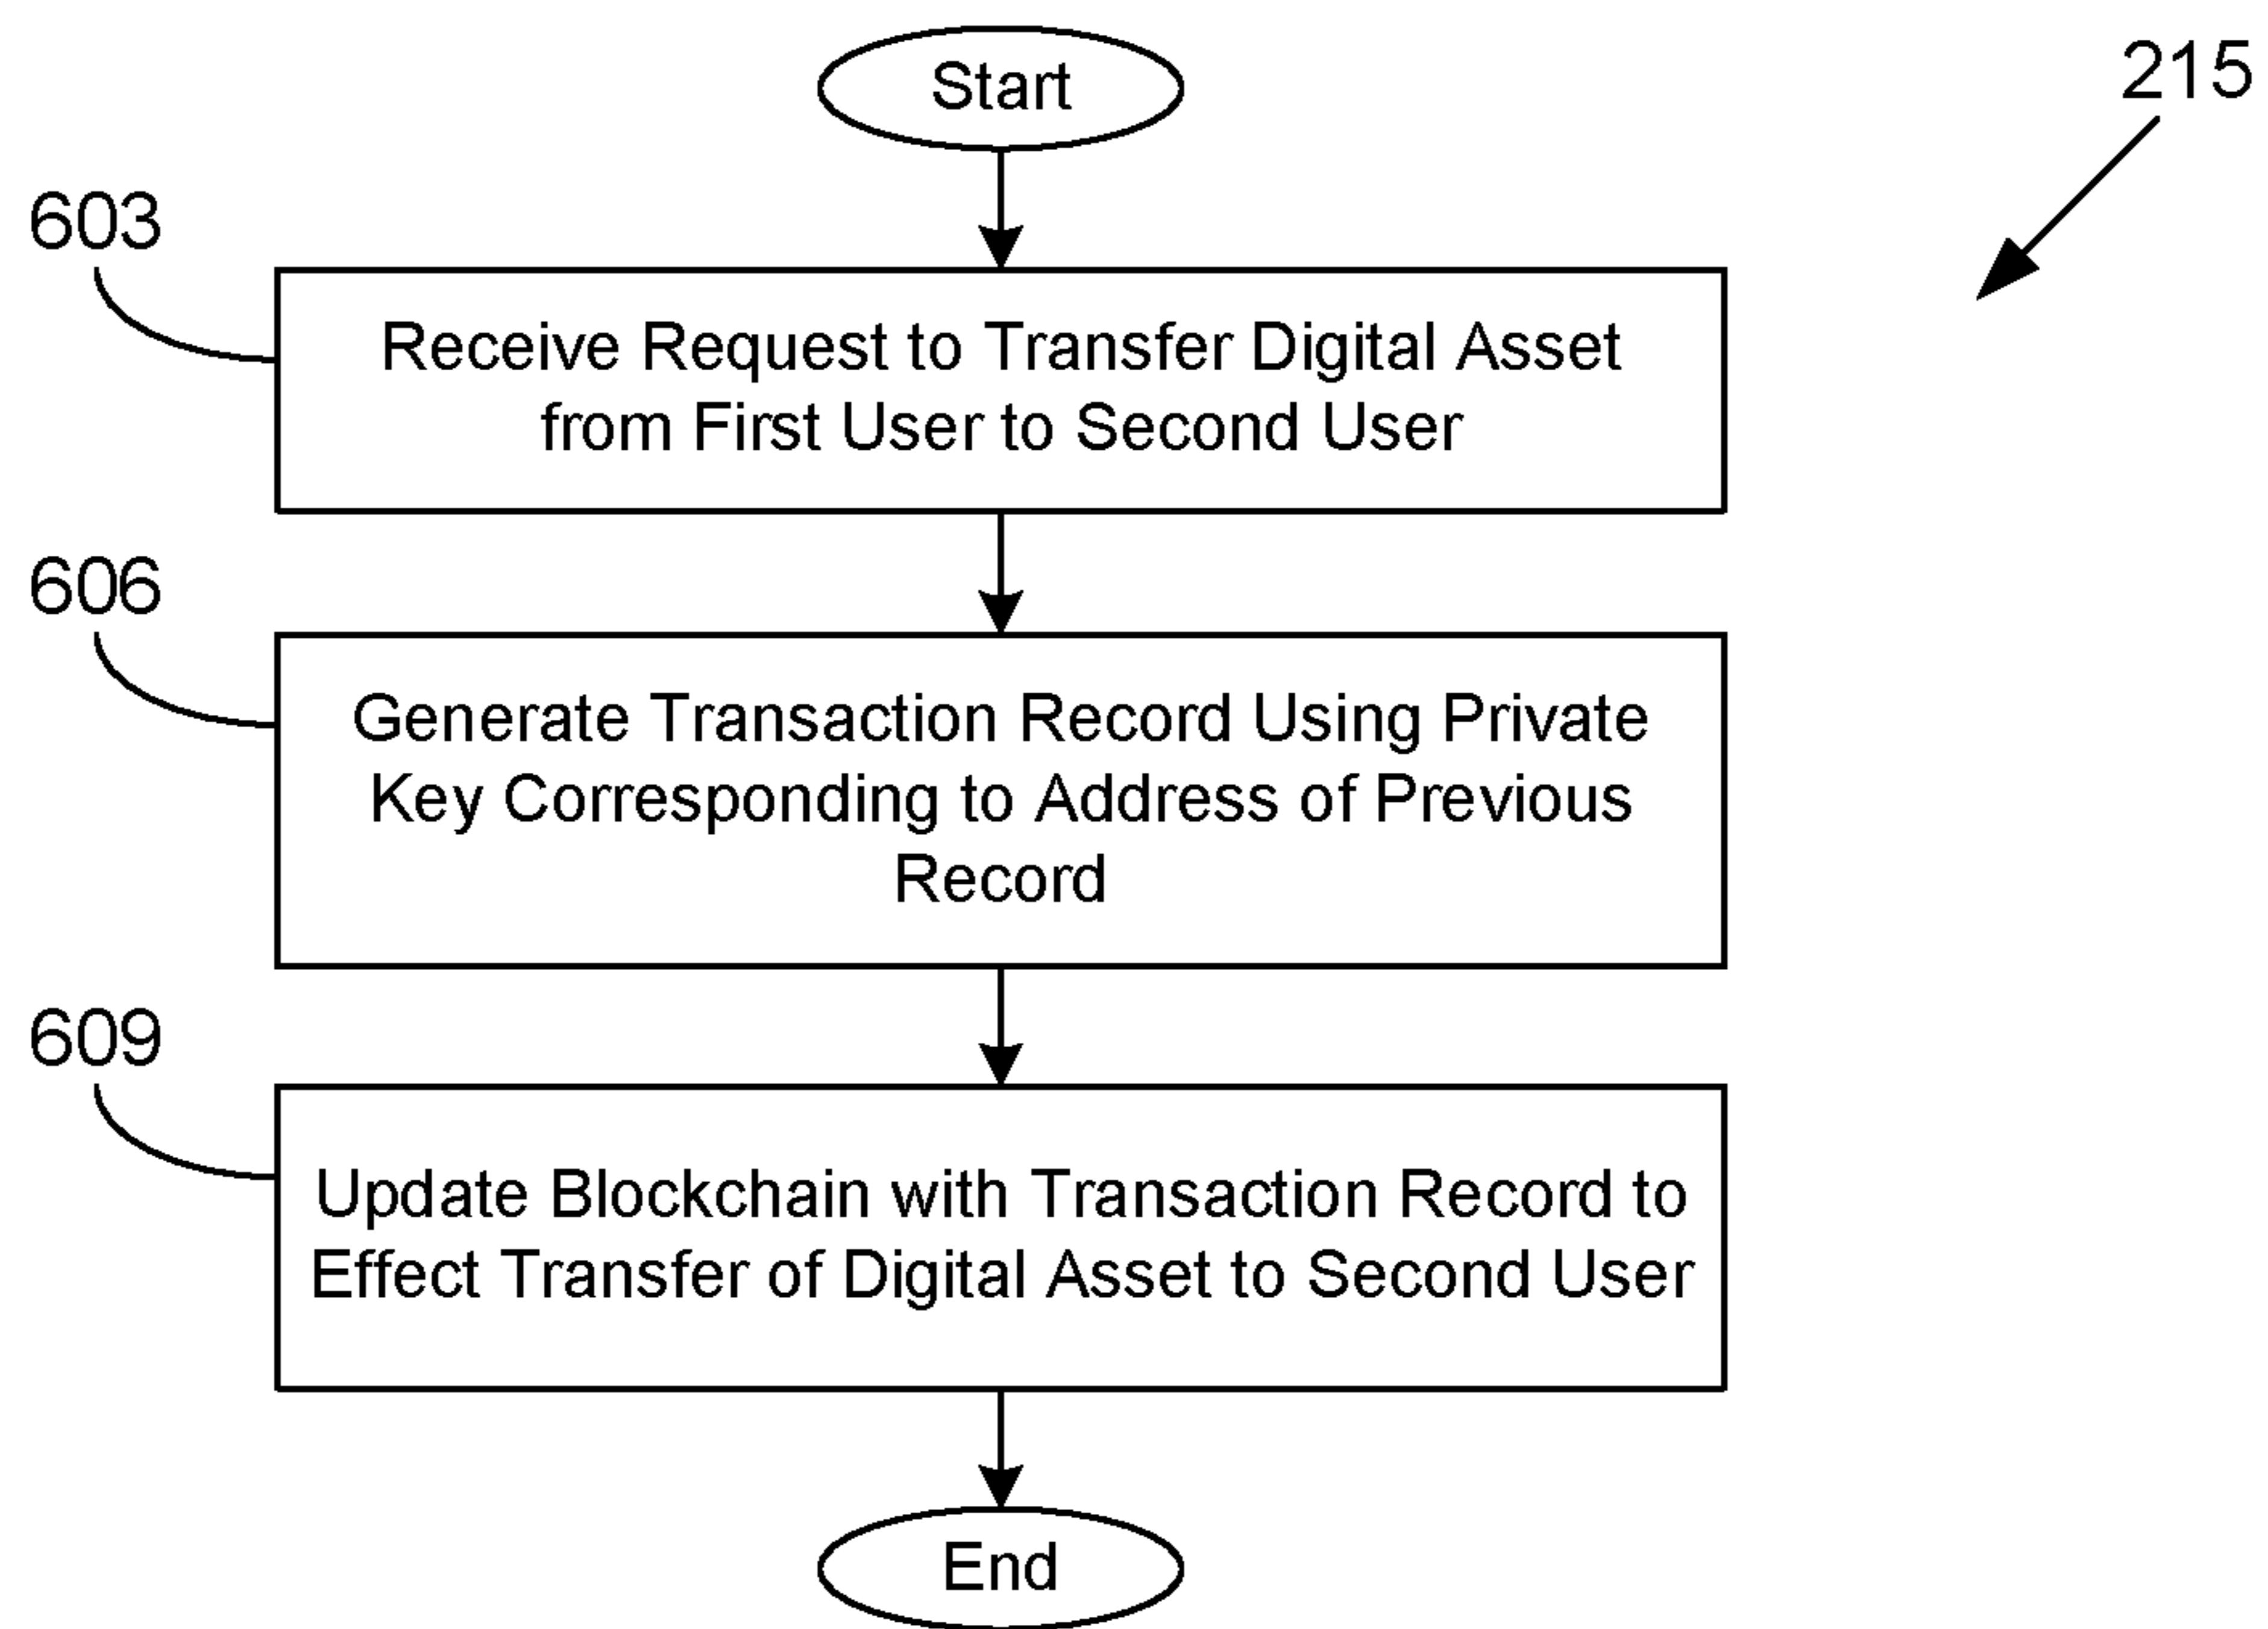 Start
215
603
Receive Request to Transfer Digital Asset
from First User to Second User
606
Generate Transaction Record Using Private
Key Corresponding to Address of Previous
Record
609
Update Blockchain with Transaction Record to
Effect Transfer of Digital Asset to Second User
End